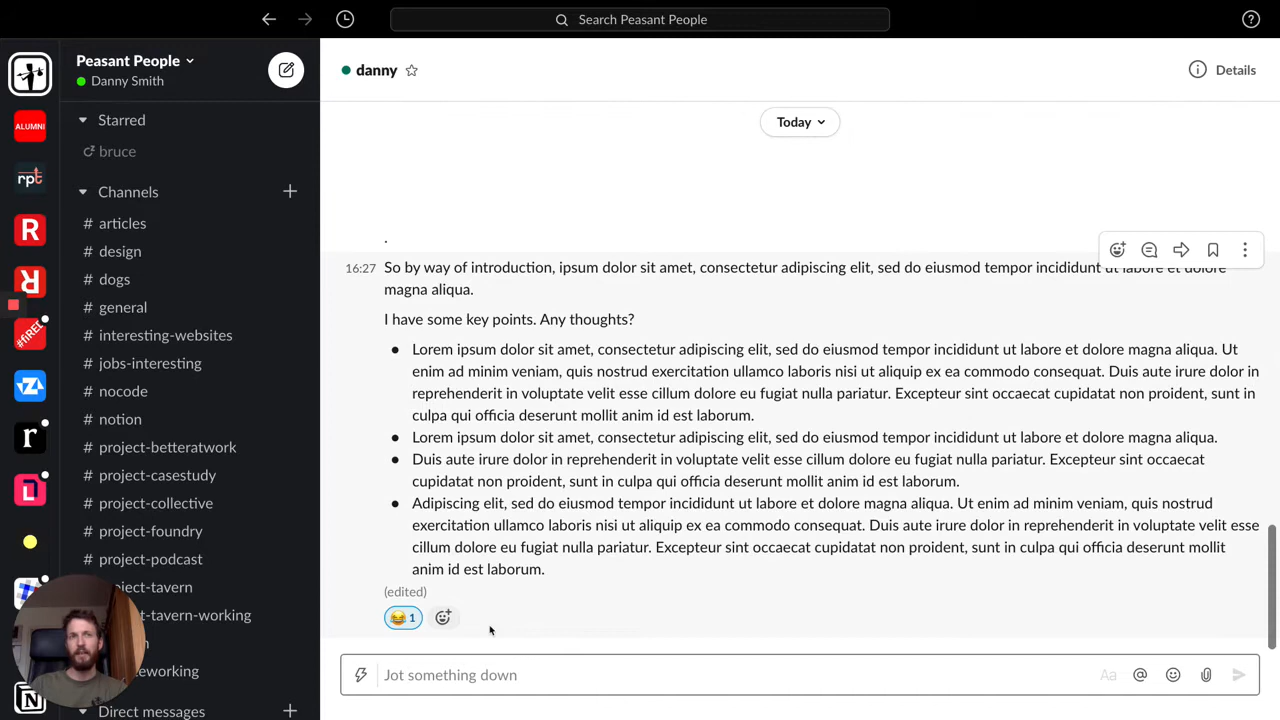 Search Peasant People
Peasant People
Danny Smith
Starred
bruce
Channels
# articles
# design
# dogs
# general
# interesting-websites
# jobs-interesting
# nocode
# notion
# project-betteratwork
# project-casestudy
# project-collective
# project-foundry
# project-podcast
project-tavern
project-tavern-working
eworking
Direct messages
ALUMNI
rpt
R
R
#fiRED
r
N
danny
Details
Today
.
16:27 So by way of introduction, ipsum dolor sit amet, consectetur adipiscing elit, sed do eiusmod tempor incididunt ut labore et dolore
magna aliqua.
I have some key points. Any thoughts?
● Lorem ipsum dolor sit amet, consectetur adipiscing elit, sed do eiusmod tempor incididunt ut labore et dolore magna aliqua. Ut
enim ad minim veniam, quis nostrud exercitation ullamco laboris nisi ut aliquip ex ea commodo consequat. Duis aute irure dolor in
reprehenderit in voluptate velit esse cillum dolore eu fugiat nulla pariatur. Excepteur sint occaecat cupidatat non proident, sunt in
culpa qui officia deserunt mollit anim id est laborum.
● Lorem ipsum dolor sit amet, consectetur adipiscing elit, sed do eiusmod tempor incididunt ut labore et dolore magna aliqua.
● Duis aute irure dolor in reprehenderit in voluptate velit esse cillum dolore eu fugiat nulla pariatur. Excepteur sint occaecat
cupidatat non proident, sunt in culpa qui officia deserunt mollit anim id est laborum.
● Adipiscing elit, sed do eiusmod tempor incididunt ut labore et dolore magna aliqua. Ut enim ad minim veniam, quis nostrud
exercitation ullamco laboris nisi ut aliquip ex ea commodo consequat. Duis aute irure dolor in reprehenderit in voluptate velit esse
cillum dolore eu fugiat nulla pariatur. Excepteur sint occaecat cupidatat non proident, sunt in culpa qui officia deserunt mollit
anim id est laborum.
(edited)
😂 1
Jot something down
Aa